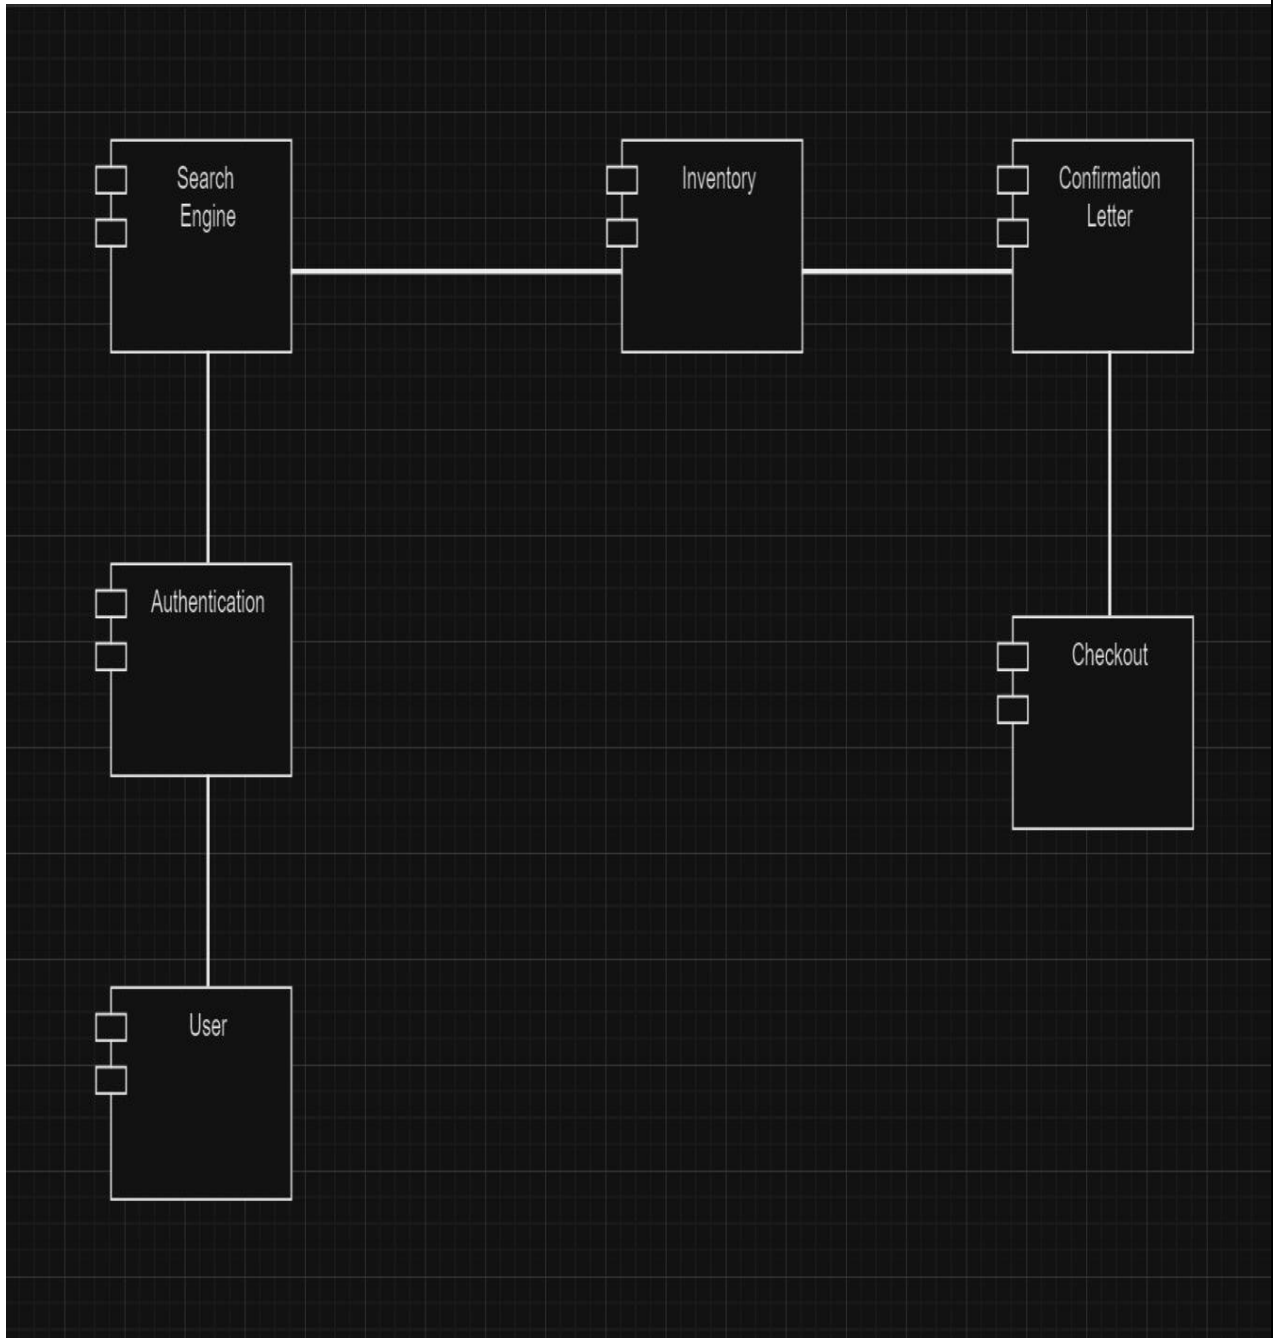 Search
Engine
Inventory
Confirmation
Letter
Authentication
Checkout
User